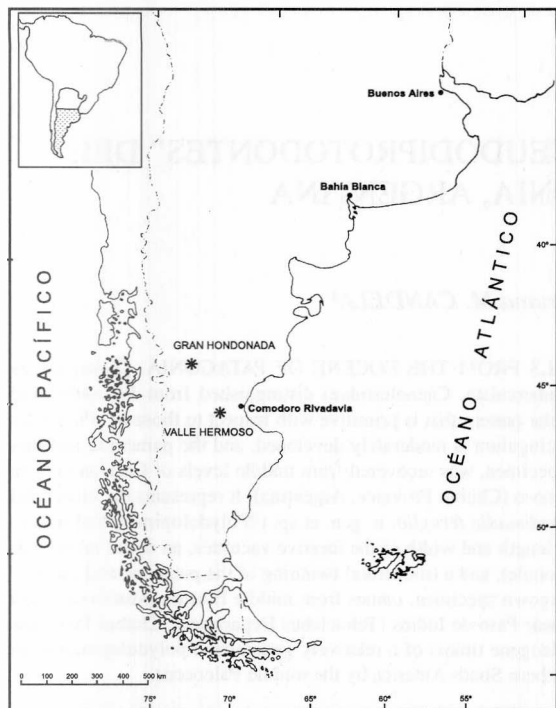 Buenos Aires
Bahía Blanca
OCÉANO PACÍFICO
OCÉANO ATLÁNTICO
40°
GRAN HONDONADA
45°
Comodoro Rivadavia
VALLE HERMOSO
50°
0 100 200 300 400 500 km
75°
70°
65°
60°
55°